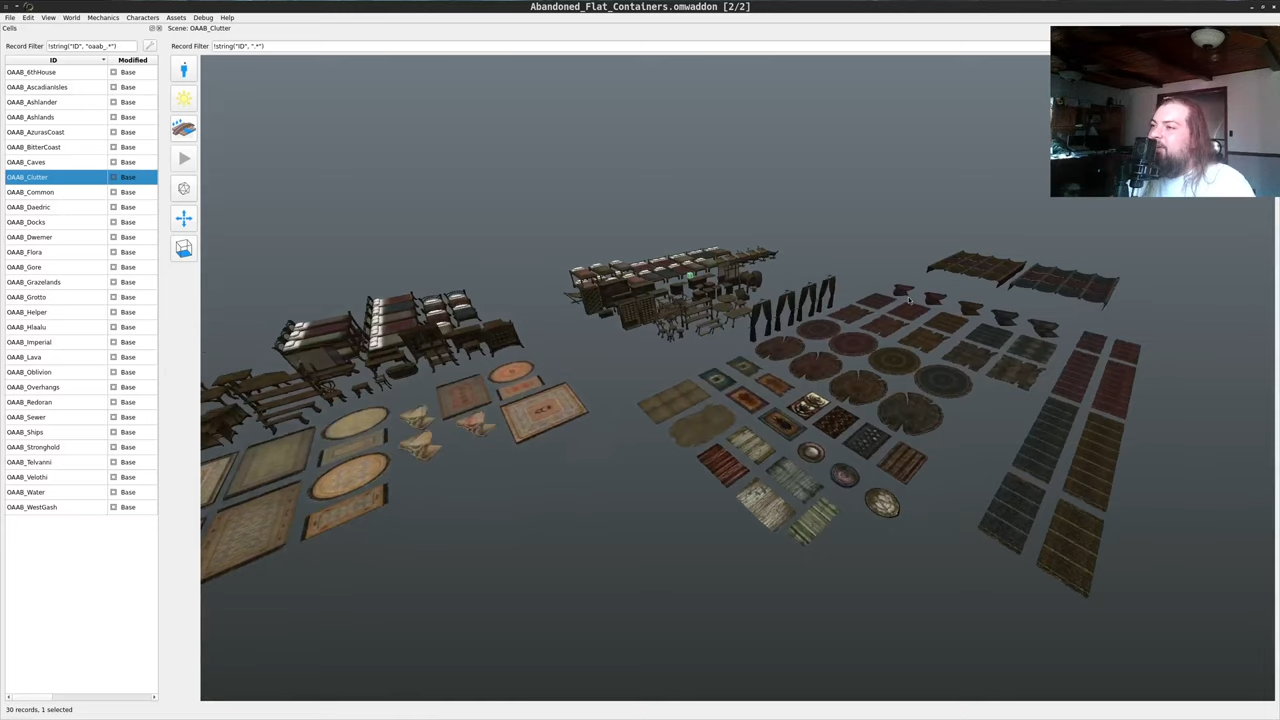 Abandoned_Flat_Containers.omwaddon [2/2]
File Edit View World Mechanics Characters Assets Debug Help
Cells
Scene: OAAB_Clutter
Record Filter !string("ID", "oaab_.*")
Record Filter !string("ID", ".*")
ID Modified
OAAB_6thHouse Base
OAAB_AscadianIsles Base
OAAB_Ashlander Base
OAAB_Ashlands Base
OAAB_AzurasCoast Base
OAAB_BitterCoast Base
OAAB_Caves Base
OAAB_Clutter Base
OAAB_Common Base
OAAB_Daedric Base
OAAB_Docks Base
OAAB_Dwemer Base
OAAB_Flora Base
OAAB_Gore Base
OAAB_Grazelands Base
OAAB_Grotto Base
OAAB_Helper Base
OAAB_Hlaalu Base
OAAB_Imperial Base
OAAB_Lava Base
OAAB_Oblivion Base
OAAB_Overhangs Base
OAAB_Redoran Base
OAAB_Sewer Base
OAAB_Ships Base
OAAB_Stronghold Base
OAAB_Telvanni Base
OAAB_Velothi Base
OAAB_Water Base
OAAB_WestGash Base
30 records, 1 selected